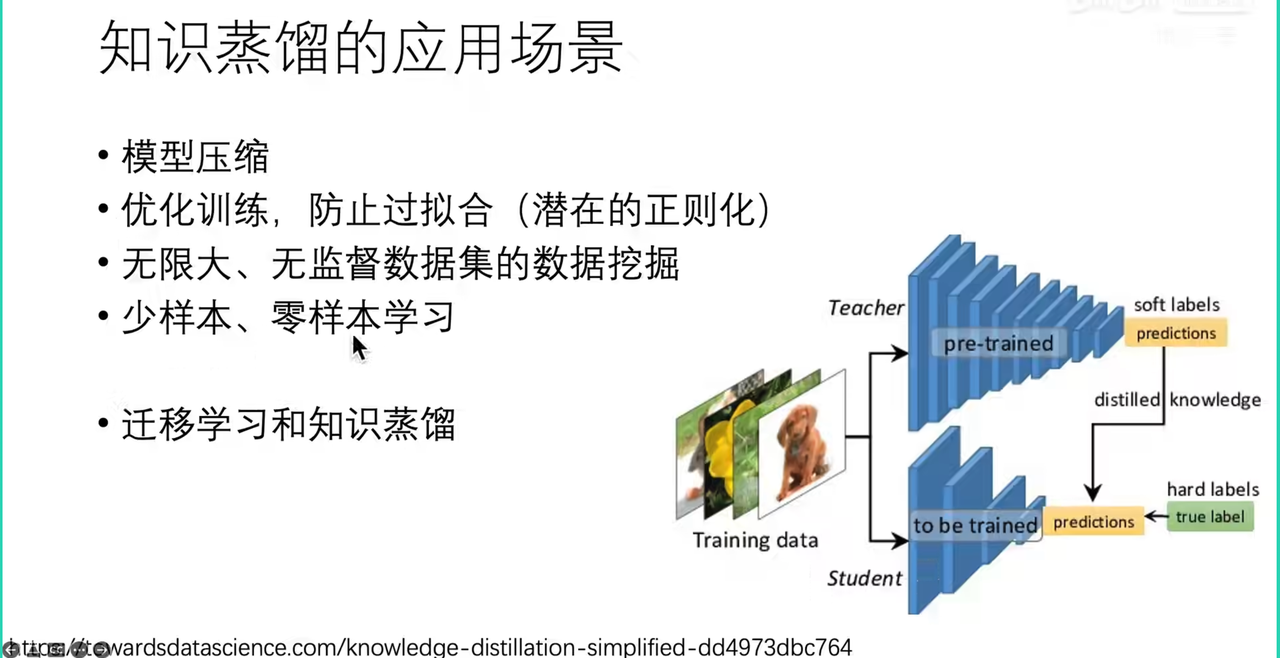 知识蒸馏的应用场景
• 模型压缩
• 优化训练，防止过拟合（潜在的正则化）
• 无限大、无监督数据集的数据挖掘
• 少样本、零样本学习
• 迁移学习和知识蒸馏
Teacher
pre-trained
soft labels
predictions
distilled knowledge
Training data
Student
to be trained
predictions
hard labels
true label
https://towardsdatascience.com/knowledge-distillation-simplified-dd4973dbc764